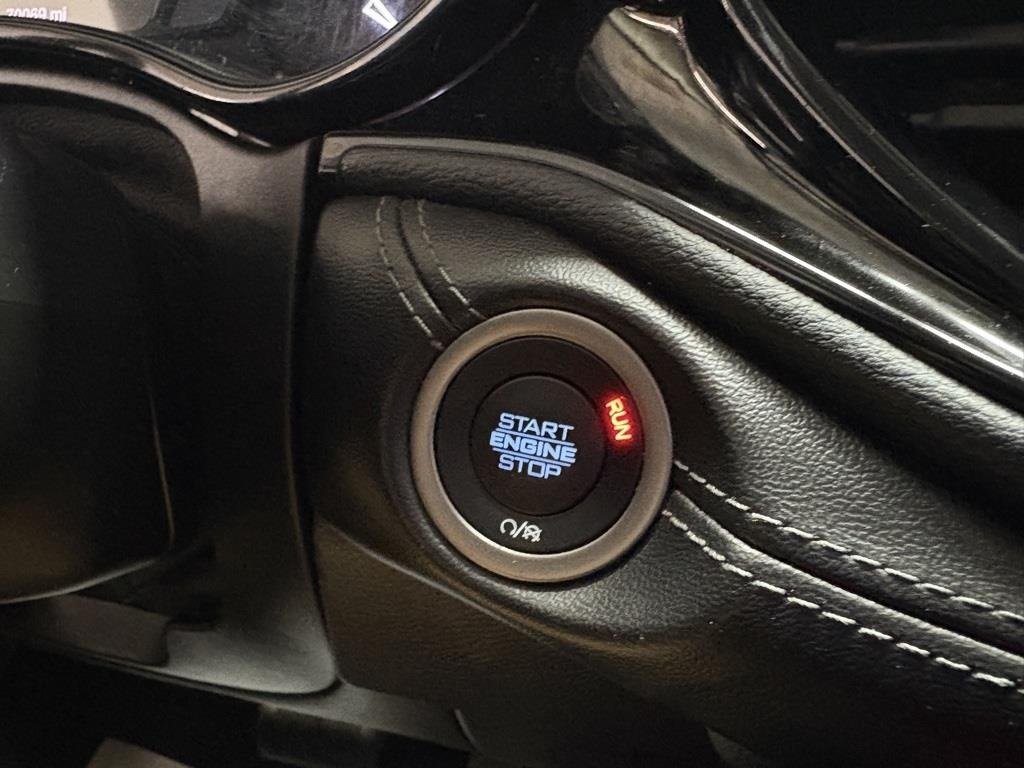 70069 mi
RUN
START
ENGINE
STOP